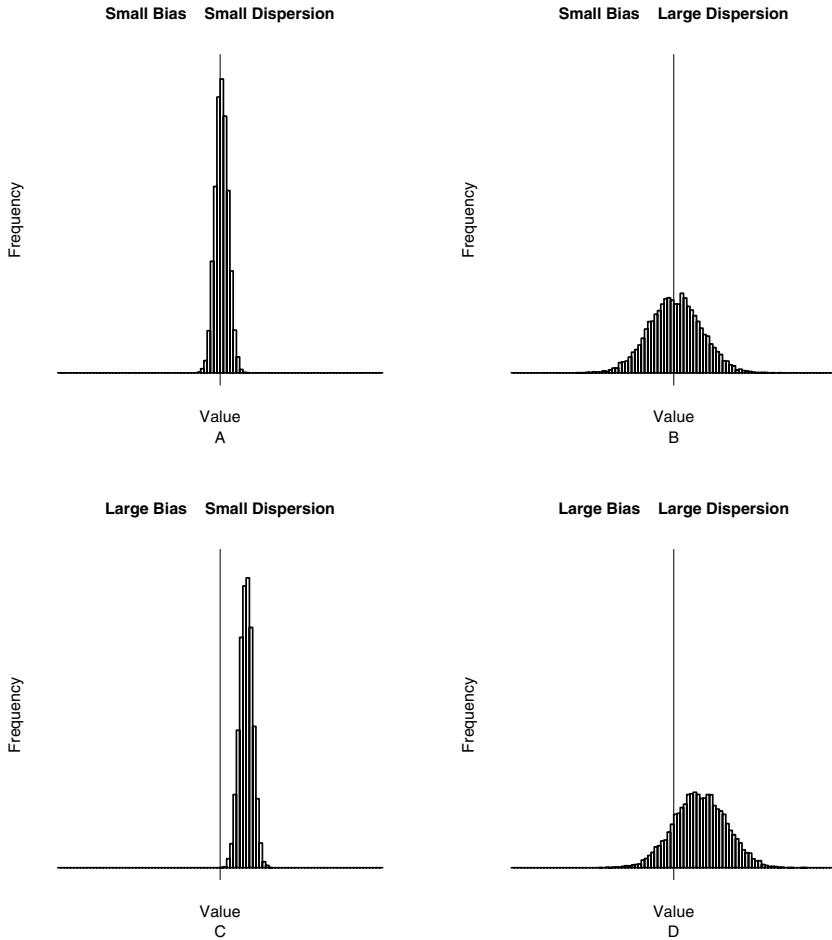 Small Bias Small Dispersion
Frequency
Value
A
Small Bias Large Dispersion
Frequency
Value
B
Large Bias Small Dispersion
Frequency
Value
C
Large Bias Large Dispersion
Frequency
Value
D